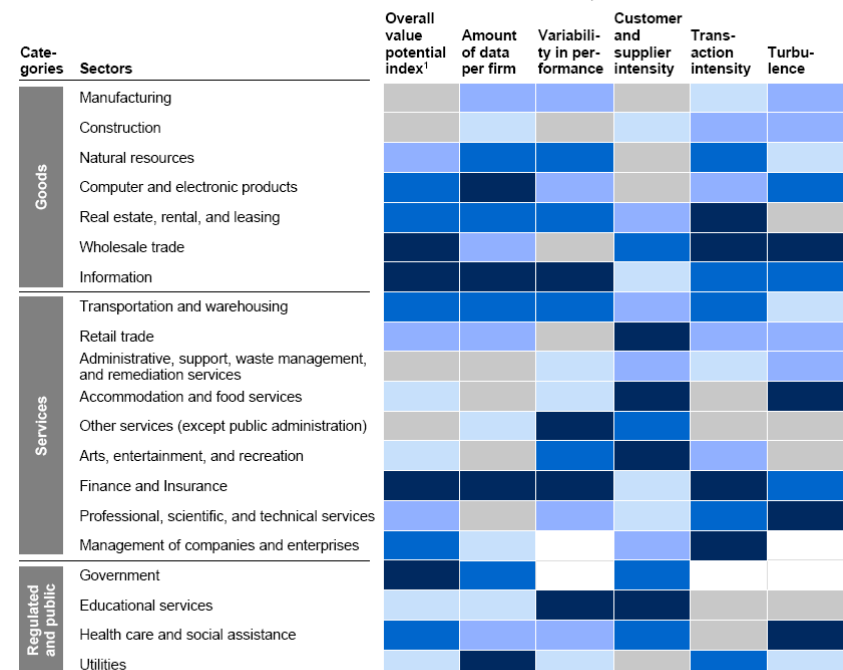 Cate-
gories
Sectors
Overall
value
potential
index1
Amount
of data
per firm
Variabili-
ty in per-
formance
Customer
and
supplier
intensity
Trans-
action
intensity
Turbu-
lence
Goods
Manufacturing
Construction
Natural resources
Computer and electronic products
Real estate, rental, and leasing
Wholesale trade
Information
Services
Transportation and warehousing
Retail trade
Administrative, support, waste management,
and remediation services
Accommodation and food services
Other services (except public administration)
Arts, entertainment, and recreation
Finance and Insurance
Professional, scientific, and technical services
Management of companies and enterprises
Regulated
and public
Government
Educational services
Health care and social assistance
Utilities